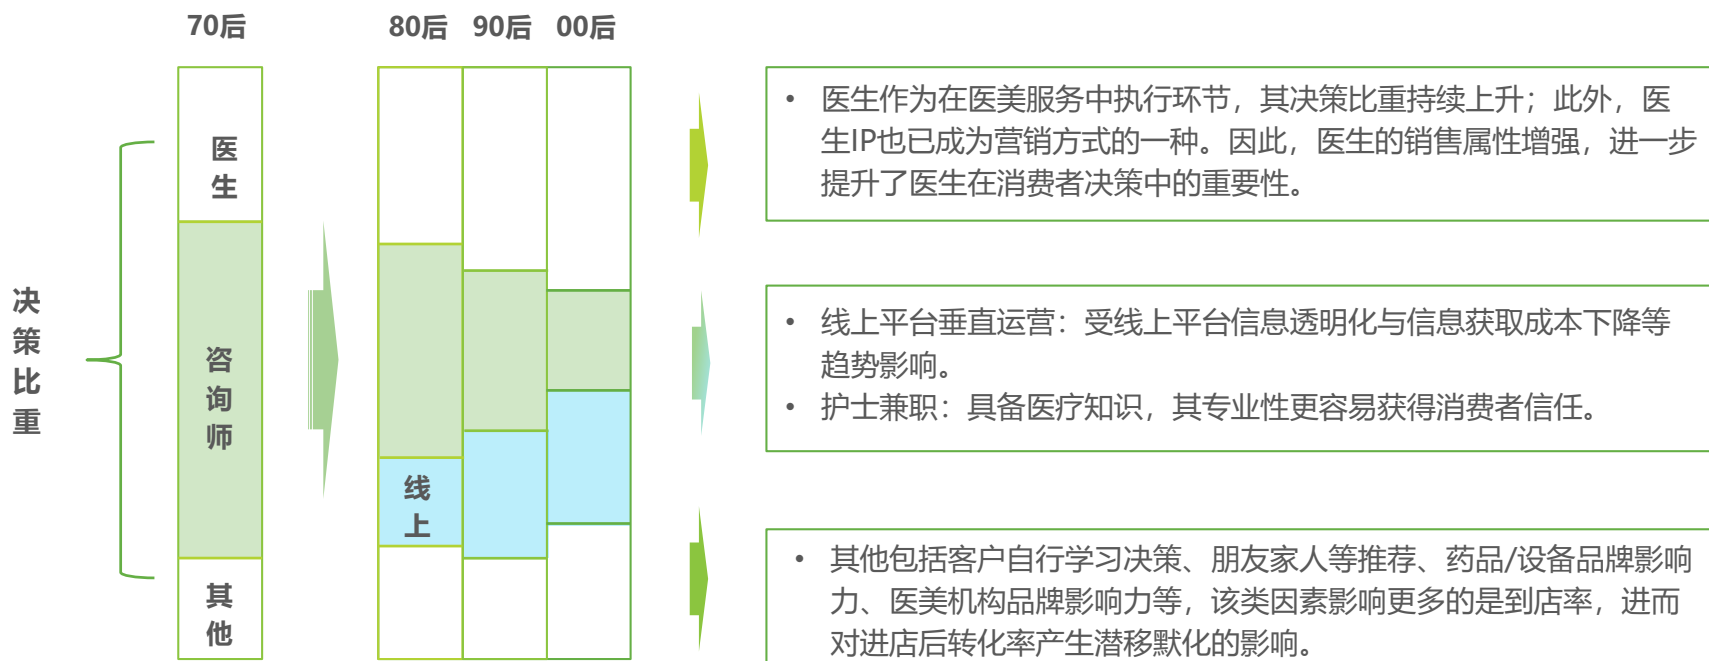 70后
80后
90后
00后
决策比重
医生
咨询师
其他
线上
• 医生作为在医美服务中执行环节，其决策比重持续上升；此外，医
生IP也已成为营销方式的一种。因此，医生的销售属性增强，进一步
提升了医生在消费者决策中的重要性。
• 线上平台垂直运营：受线上平台信息透明化与信息获取成本下降等
趋势影响。
• 护士兼职：具备医疗知识，其专业性更容易获得消费者信任。
• 其他包括客户自行学习决策、朋友家人等推荐、药品/设备品牌影响
力、医美机构品牌影响力等，该类因素影响更多的是到店率，进而
对进店后转化率产生潜移默化的影响。